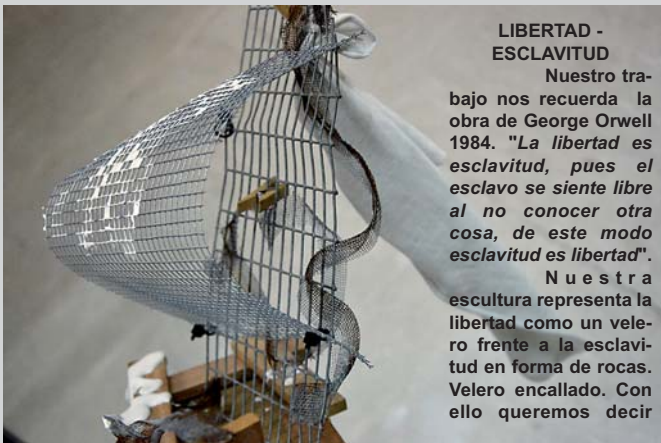 LIBERTAD -
ESCLAVITUD
Nuestro tra-
bajo nos recuerda la
obra de George Orwell
1984. "La libertad es
esclavitud, pues el
esclavo se siente libre
al no conocer otra
cosa, de este modo
esclavitud es libertad".
Nuestra
escultura representa la
libertad como un vele-
ro frente a la esclavi-
tud en forma de rocas.
Velero encallado. Con
ello queremos decir